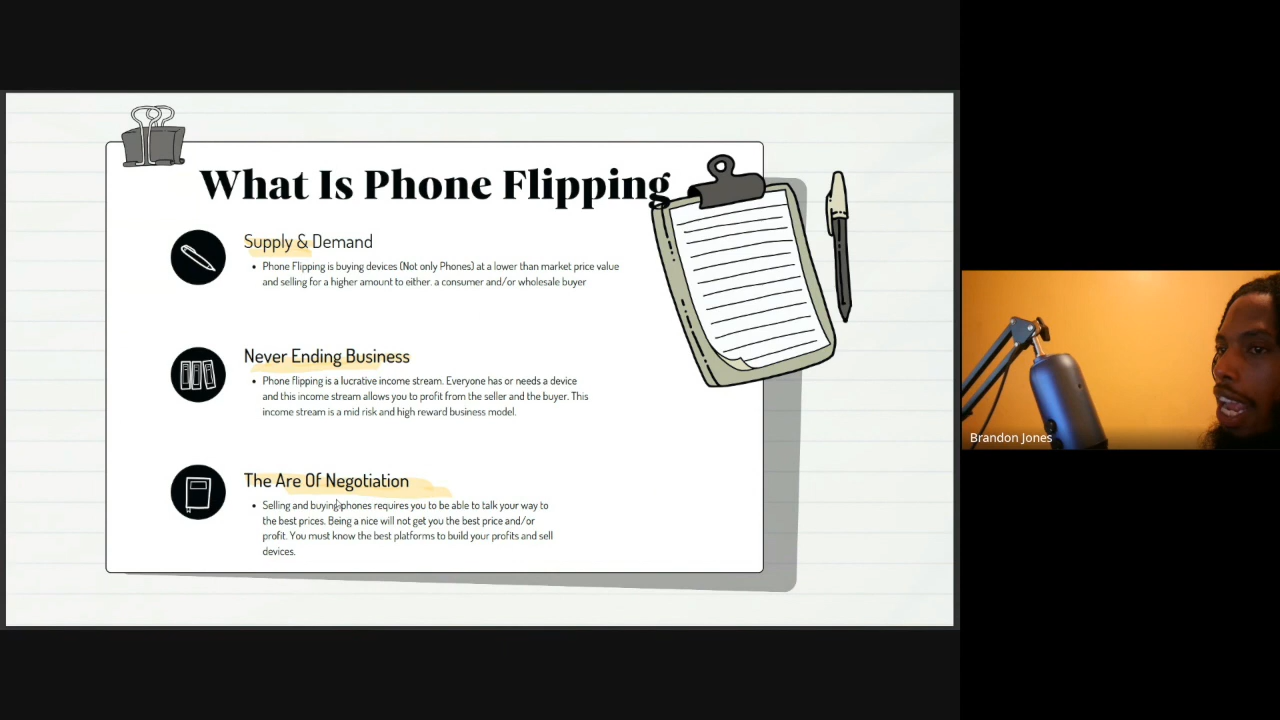 What Is Phone Flipping
Supply & Demand
Phone Flipping is buying devices (Not only Phones) at a lower than market price value
and selling for a higher amount to either. a consumer and/or wholesale buyer
Never Ending Business
Phone flipping is a lucrative income stream. Everyone has or needs a device
and this income stream allows you to profit from the seller and the buyer. This
income stream is a mid risk and high reward business model.
The Are Of Negotiation
Selling and buying phones requires you to be able to talk your way to
the best prices. Being a nice will not get you the best price and/or
profit. You must know the best platforms to build your profits and sell
devices.
Brandon Jones